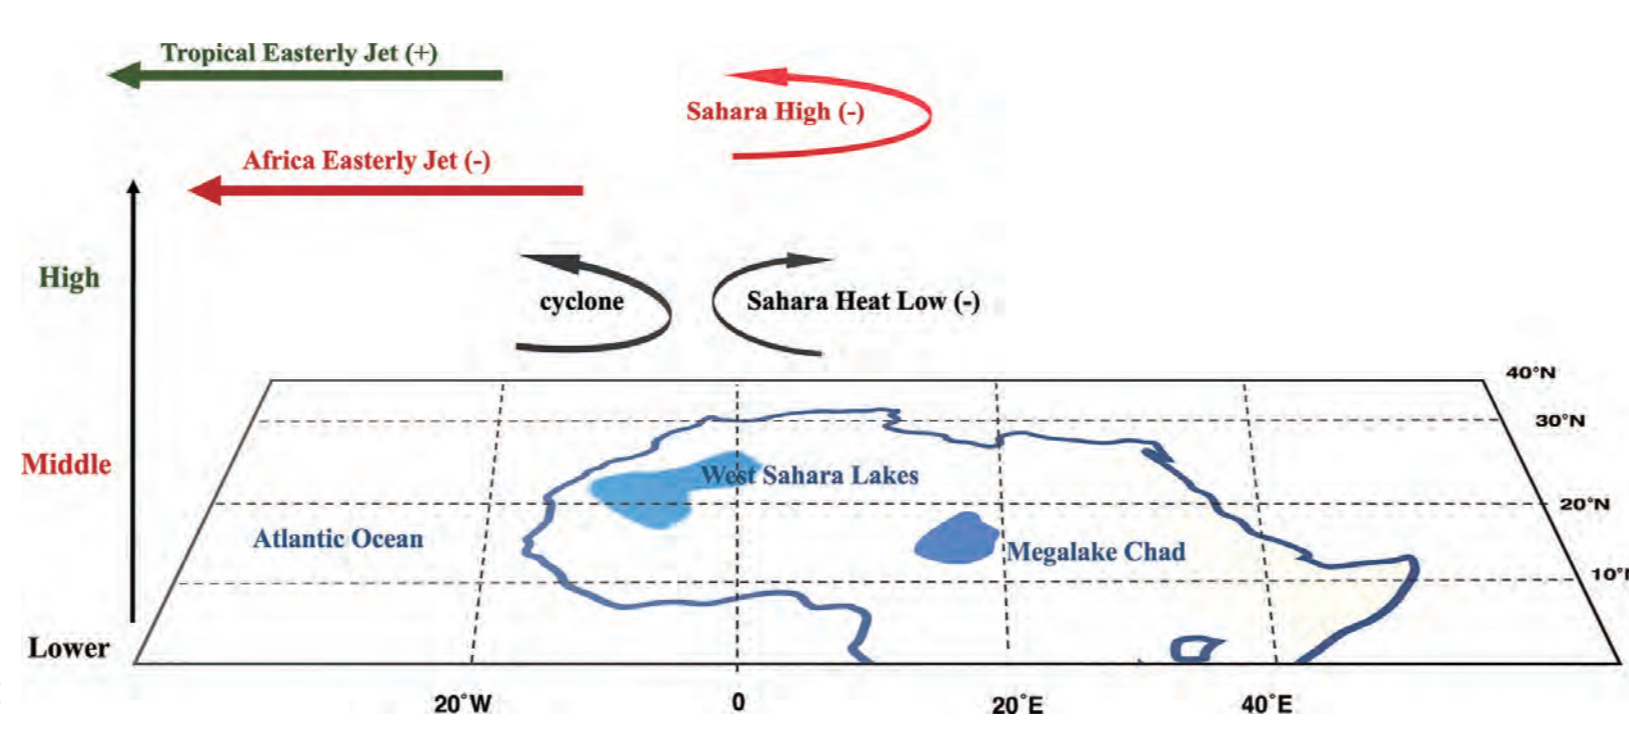 Tropical Easterly Jet (+)
Sahara High (-)
Africa Easterly Jet (-)
High
cyclone
Sahara Heat Low (-)
40°N
30°N
Middle
West Sahara Lakes
20°N
Atlantic Ocean
Megalake Chad
10°N
Lower
20°W
0
20°E
40°E